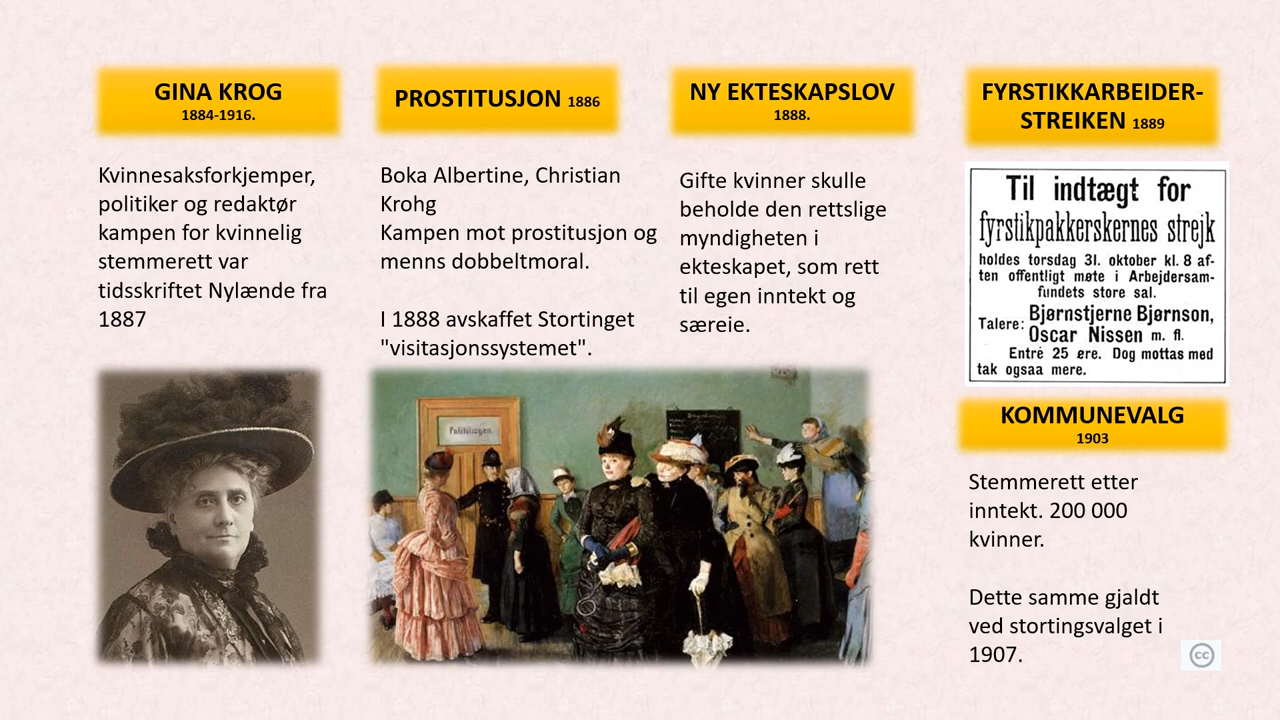 GINA KROG
1884-1916.
Kvinnesaksforkjemper,
politiker og redaktør
kampen for kvinnelig
stemmerett var
tidsskriftet Nylænde fra
1887
PROSTITUSJON 1886
Boka Albertine, Christian
Krohg
Kampen mot prostitusjon og
menns dobbeltmoral.
I 1888 avskaffet Stortinget
"visitasjonssystemet".
NY EKTESKAPSLOV
1888.
Gifte kvinner skulle
beholde den rettslige
myndigheten i
ekteskapet, som rett
til egen inntekt og
særeie.
FYRSTIKKARBEIDER-
STREIKEN 1889
Til indtægt for
fyrstikpakkerskernes strejk
holdes torsdag 31. oktober kl. 8 af-
ten offentligt møte i Arbejdersam-
fundets store sal.
Talere: Bjørnstjerne Bjørnson,
Oscar Nissen m. fl.
Entré 25 øre. Dog mottas med
tak ogsaa mere.
KOMMUNEVALG
1903
Stemmerett etter
inntekt. 200 000
kvinner.
Dette samme gjaldt
ved stortingsvalget i
1907.
cc